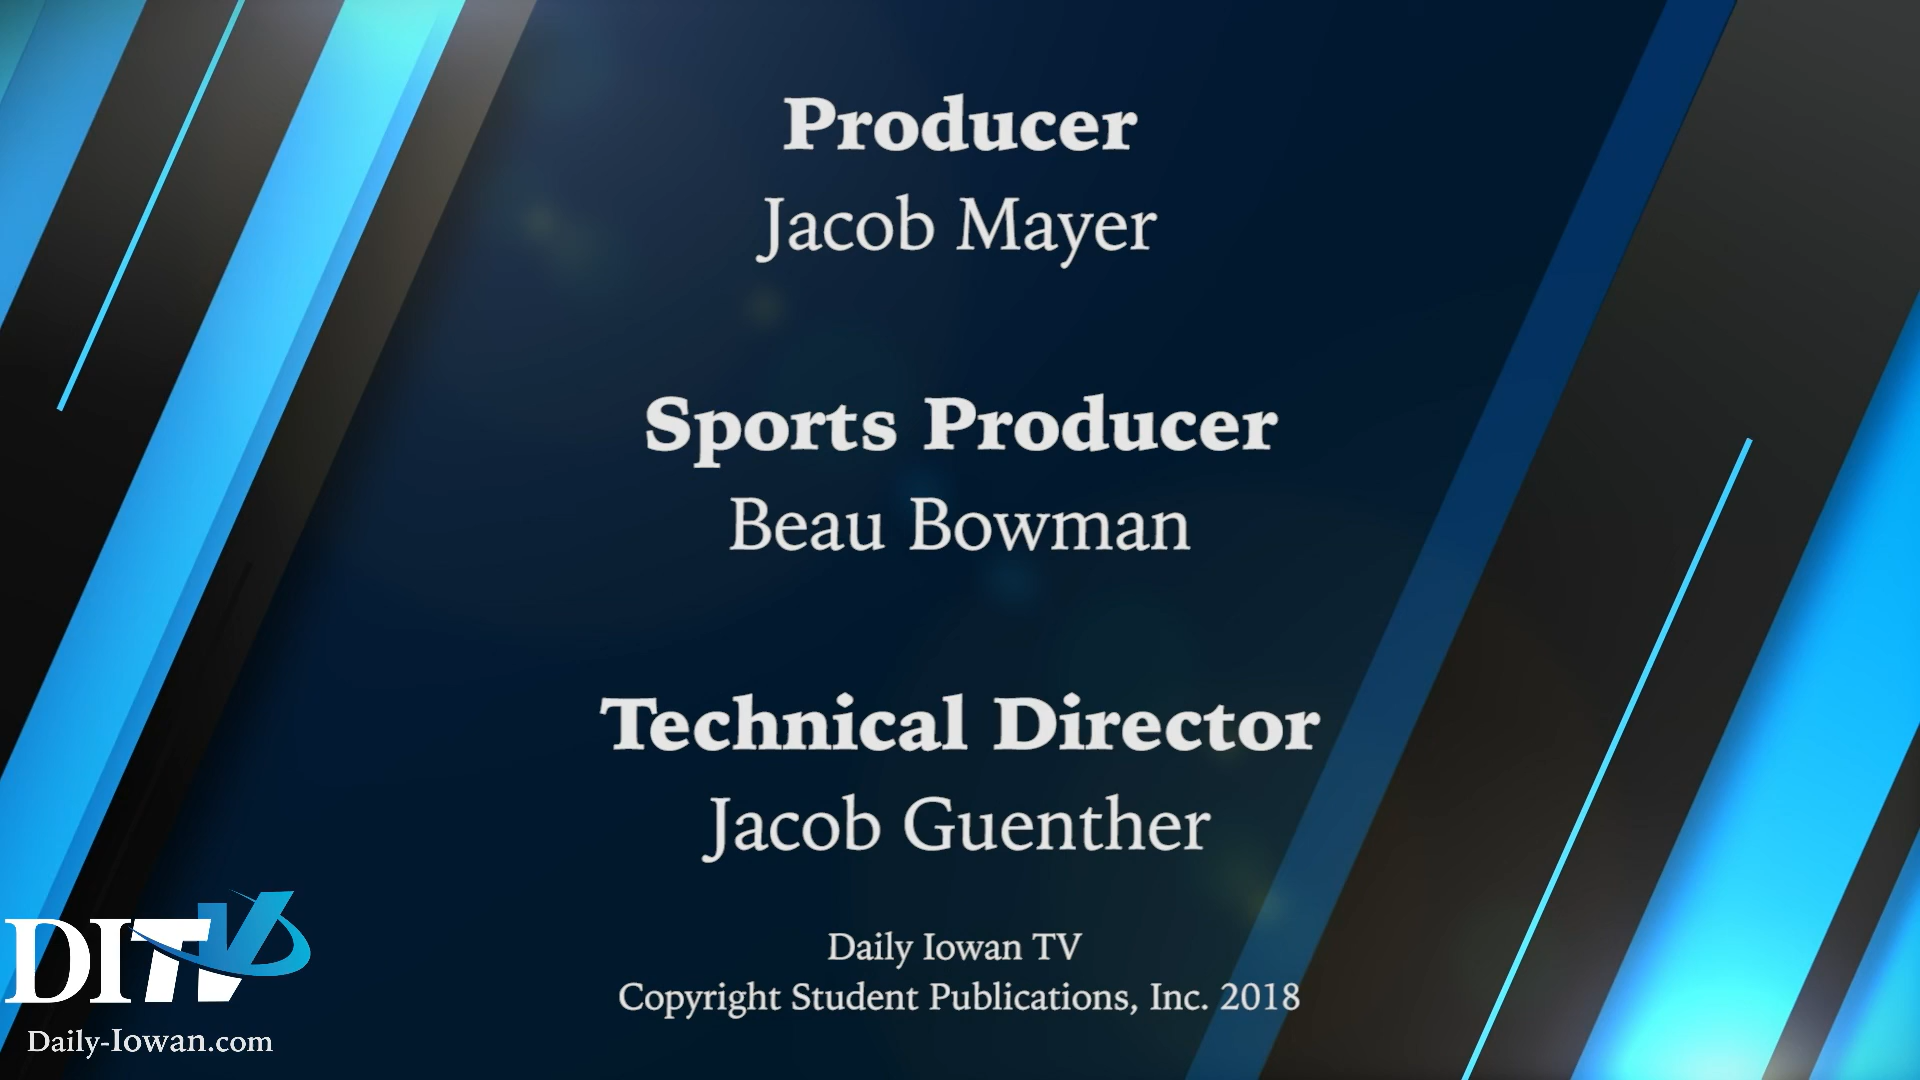 Producer
Jacob Mayer
Sports Producer
Beau Bowman
Technical Director
Jacob Guenther
Daily Iowan TV
Copyright Student Publications, Inc. 2018
DITV
Daily-Iowan.com